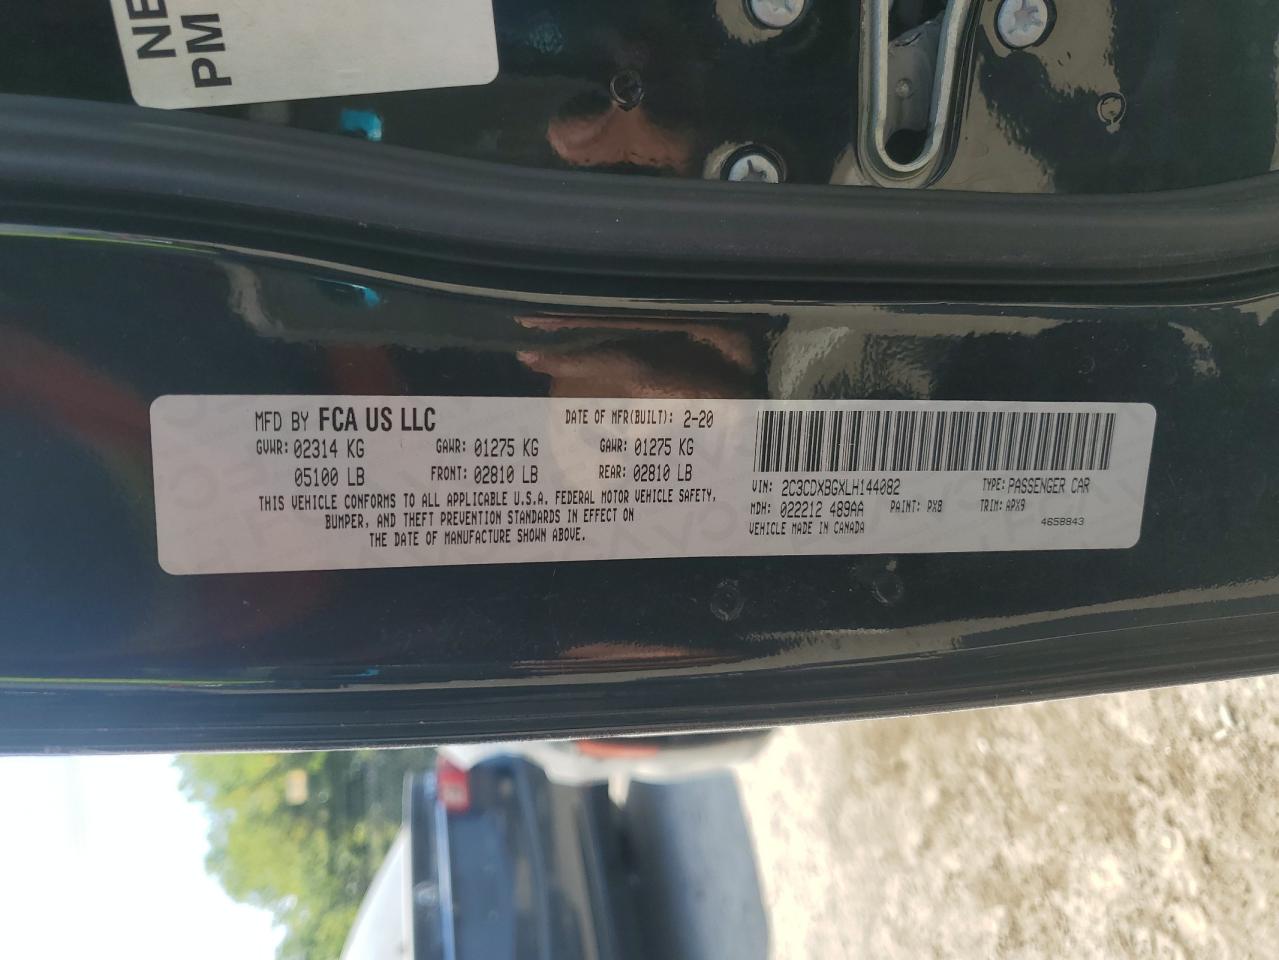 NE
PM
MFD BY FCA US LLC
DATE OF MFR(BUILT): 2-20
GVWR: 02314 KG GAWR: 01275 KG GAWR: 01275 KG
05100 LB FRONT: 02810 LB REAR: 02810 LB
THIS VEHICLE CONFORMS TO ALL APPLICABLE U.S.A. FEDERAL MOTOR VEHICLE SAFETY,
BUMPER, AND THEFT PREVENTION STANDARDS IN EFFECT ON
THE DATE OF MANUFACTURE SHOWN ABOVE.
VIN: 2C3CDXBGXLH144082 TYPE: PASSENGER CAR
MDH: 022212 489AA PAINT: PX8 TRIM: APX9
VEHICLE MADE IN CANADA 4658843